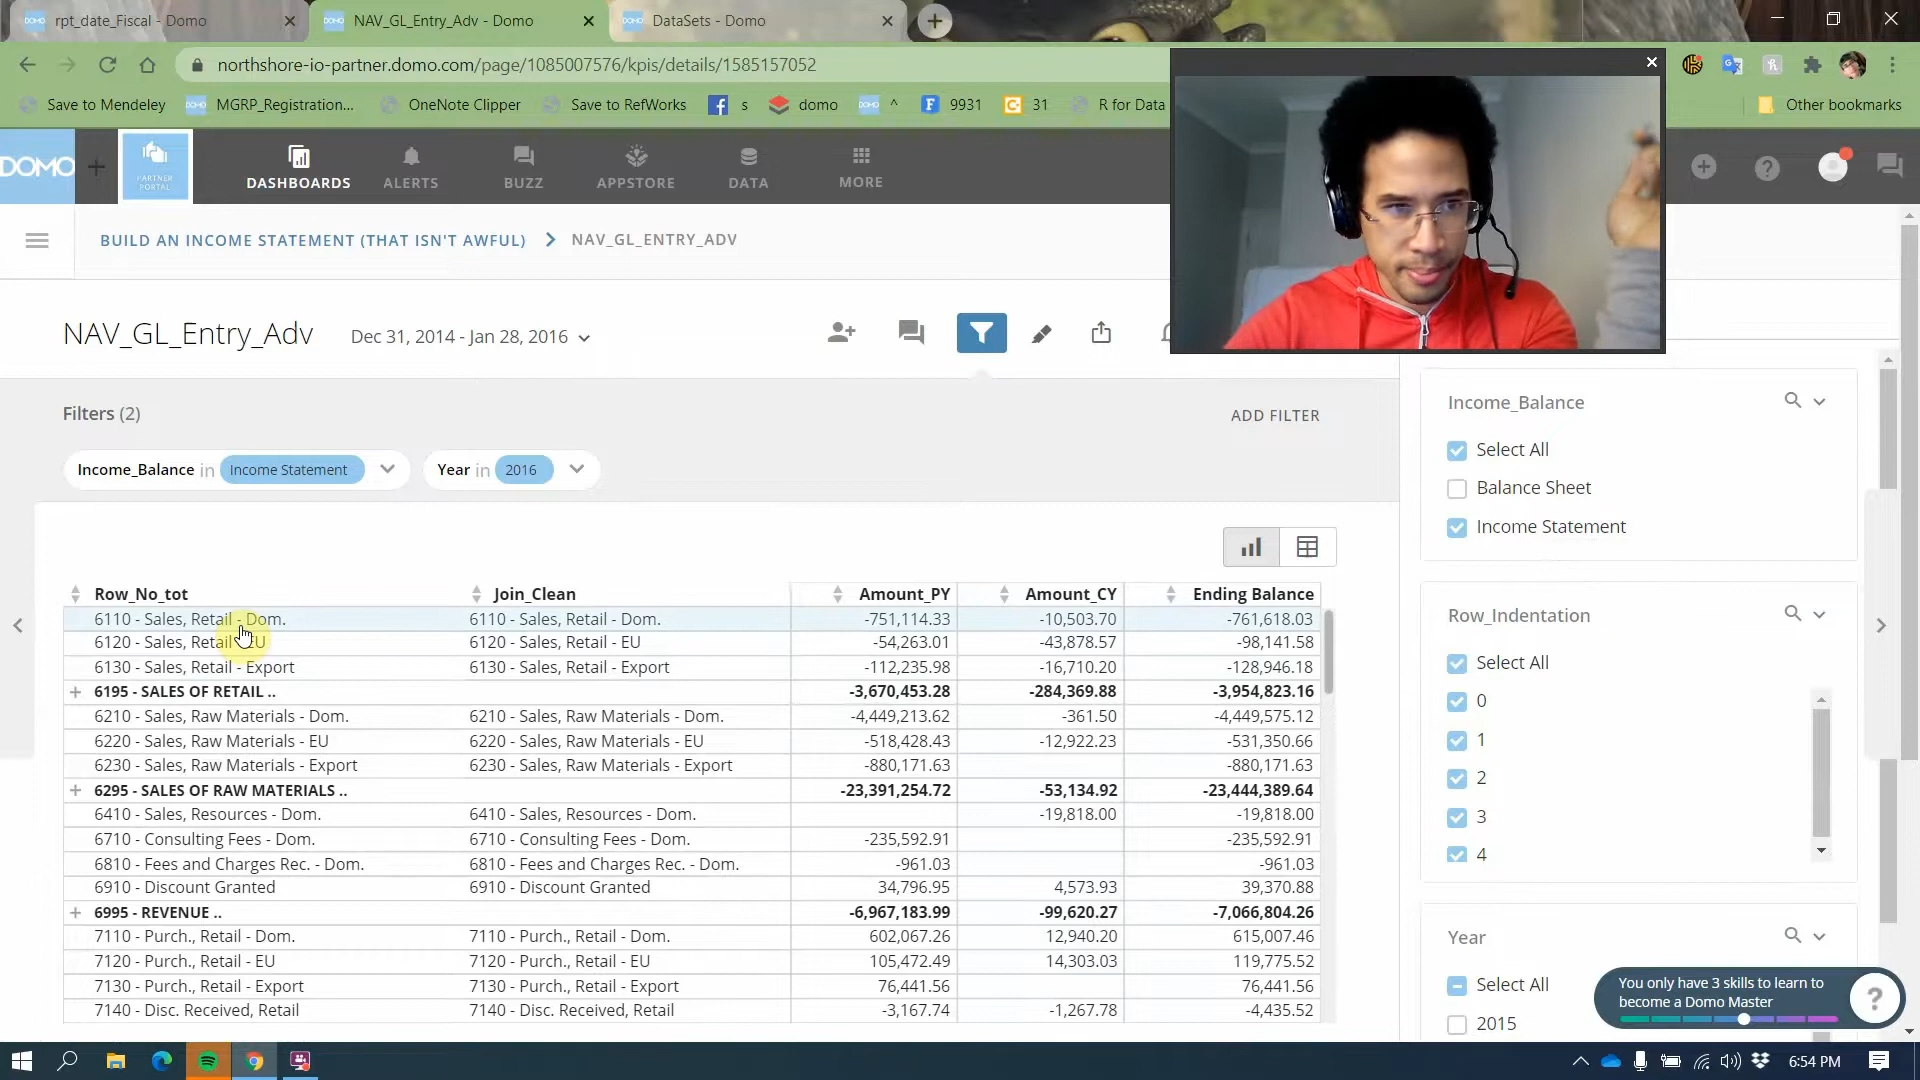 rpt_date_Fiscal - Domo
NAV_GL_Entry_Adv - Domo
DataSets - Domo
northshore-io-partner.domo.com/page/1085007576/kpis/details/1585157052
Save to Mendeley
MGRP_Registration...
OneNote Clipper
Save to RefWorks
s
domo
^
9931
31
R for Data
Other bookmarks
DOMO
PARTNER PORTAL
DASHBOARDS
ALERTS
BUZZ
APPSTORE
DATA
MORE
BUILD AN INCOME STATEMENT (THAT ISN'T AWFUL) > NAV_GL_ENTRY_ADV
NAV_GL_Entry_Adv
Dec 31, 2014 - Jan 28, 2016
Filters (2)
ADD FILTER
Income_Balance in Income Statement
Year in 2016
Row_No_tot Join_Clean Amount_PY Amount_CY Ending Balance
6110 - Sales, Retail - Dom. 6110 - Sales, Retail - Dom. -751,114.33 -10,503.70 -761,618.03
6120 - Sales, Retail - EU 6120 - Sales, Retail - EU -54,263.01 -43,878.57 -98,141.58
6130 - Sales, Retail - Export 6130 - Sales, Retail - Export -112,235.98 -16,710.20 -128,946.18
6195 - SALES OF RETAIL .. -3,670,453.28 -284,369.88 -3,954,823.16
6210 - Sales, Raw Materials - Dom. 6210 - Sales, Raw Materials - Dom. -4,449,213.62 -361.50 -4,449,575.12
6220 - Sales, Raw Materials - EU 6220 - Sales, Raw Materials - EU -518,428.43 -12,922.23 -531,350.66
6230 - Sales, Raw Materials - Export 6230 - Sales, Raw Materials - Export -880,171.63 -880,171.63
6295 - SALES OF RAW MATERIALS .. -23,391,254.72 -53,134.92 -23,444,389.64
6410 - Sales, Resources - Dom. 6410 - Sales, Resources - Dom. -19,818.00 -19,818.00
6710 - Consulting Fees - Dom. 6710 - Consulting Fees - Dom. -235,592.91 -235,592.91
6810 - Fees and Charges Rec. - Dom. 6810 - Fees and Charges Rec. - Dom. -961.03 -961.03
6910 - Discount Granted 6910 - Discount Granted 34,796.95 4,573.93 39,370.88
6995 - REVENUE .. -6,967,183.99 -99,620.27 -7,066,804.26
7110 - Purch., Retail - Dom. 7110 - Purch., Retail - Dom. 602,067.26 12,940.20 615,007.46
7120 - Purch., Retail - EU 7120 - Purch., Retail - EU 105,472.49 14,303.03 119,775.52
7130 - Purch., Retail - Export 7130 - Purch., Retail - Export 76,441.56 76,441.56
7140 - Disc. Received, Retail 7140 - Disc. Received, Retail -3,167.74 -1,267.78 -4,435.52
Income_Balance
Select All
Balance Sheet
Income Statement
Row_Indentation
Select All
0
1
2
3
4
Year
Select All
2015
You only have 3 skills to learn to
become a Domo Master
?
6:54 PM